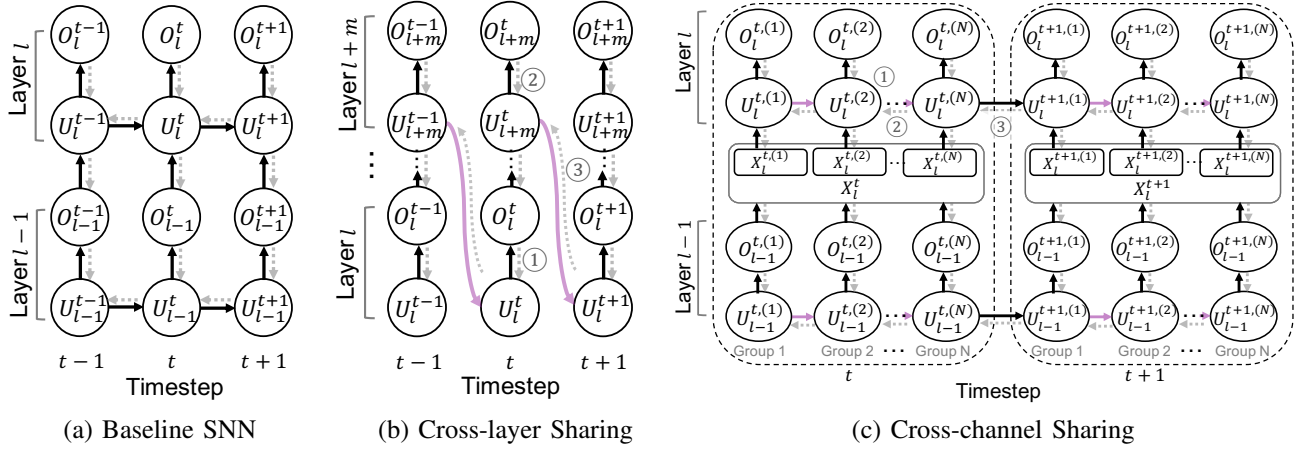 Layer l
O_l^{t-1} O_l^t O_l^{t+1}
U_l^{t-1} U_l^t U_l^{t+1}
Layer l − 1
O_{l-1}^{t-1} O_{l-1}^t O_{l-1}^{t+1}
U_{l-1}^{t-1} U_{l-1}^t U_{l-1}^{t+1}
t − 1 t t + 1
Timestep
(a) Baseline SNN
Layer l + m
O_{l+m}^{t-1} O_{l+m}^t O_{l+m}^{t+1}
②
U_{l+m}^{t-1} U_{l+m}^t U_{l+m}^{t+1}
...
③
Layer l
O_l^{t-1} O_l^t O_l^{t+1}
①
U_l^{t-1} U_l^t U_l^{t+1}
t − 1 t t + 1
Timestep
(b) Cross-layer Sharing
Layer l
O_l^{t,(1)} O_l^{t,(2)} O_l^{t,(N)} O_l^{t+1,(1)} O_l^{t+1,(2)} O_l^{t+1,(N)}
①
U_l^{t,(1)} U_l^{t,(2)} ... U_l^{t,(N)} U_l^{t+1,(1)} U_l^{t+1,(2)} ... U_l^{t+1,(N)}
② ③
X_l^{t,(1)} X_l^{t,(2)} ... X_l^{t,(N)} X_l^{t+1,(1)} X_l^{t+1,(2)} ... X_l^{t+1,(N)}
X_l^t X_l^{t+1}
Layer l − 1
O_{l-1}^{t,(1)} O_{l-1}^{t,(2)} O_{l-1}^{t,(N)} O_{l-1}^{t+1,(1)} O_{l-1}^{t+1,(2)} O_{l-1}^{t+1,(N)}
U_{l-1}^{t,(1)} U_{l-1}^{t,(2)} ... U_{l-1}^{t,(N)} U_{l-1}^{t+1,(1)} U_{l-1}^{t+1,(2)} ... U_{l-1}^{t+1,(N)}
Group 1 Group 2 ... Group N Group 1 Group 2 ... Group N
t t + 1
Timestep
(c) Cross-channel Sharing